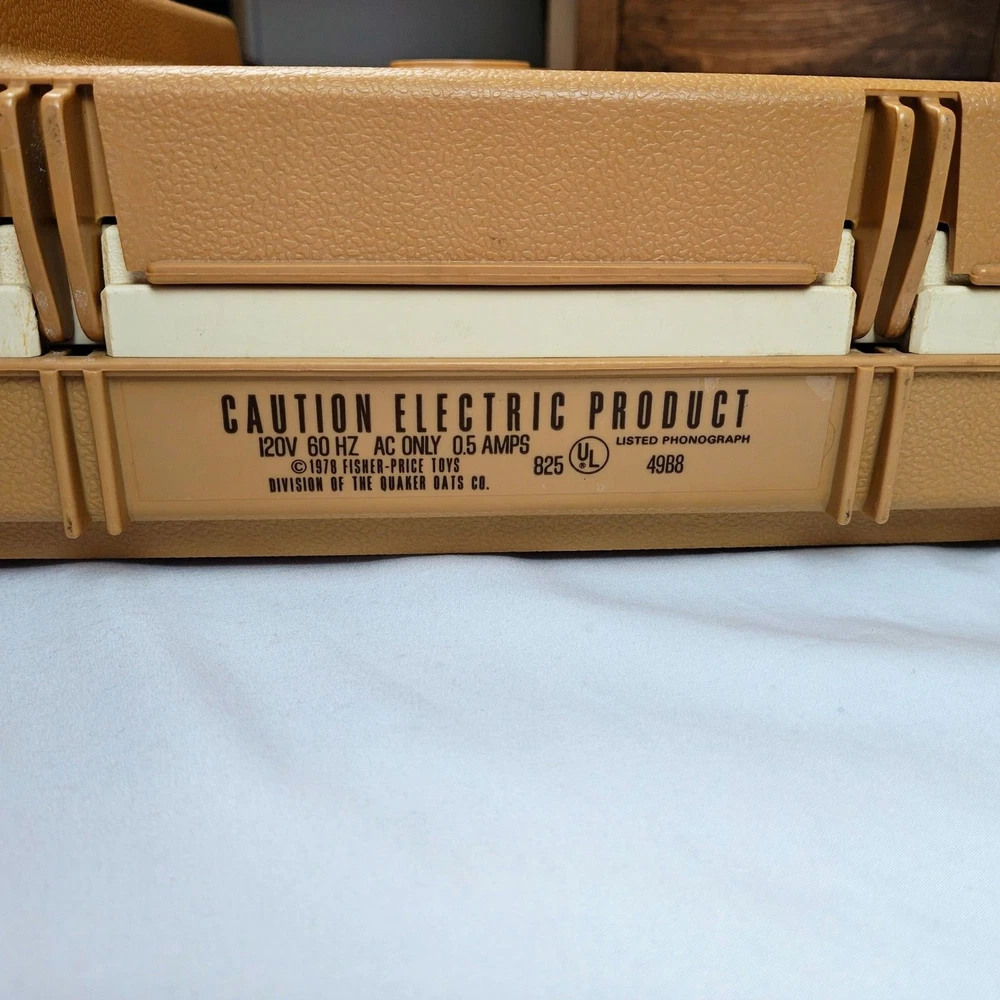 CAUTION ELECTRIC PRODUCT
120V 60 HZ AC ONLY 0.5 AMPS
©1978 FISHER-PRICE TOYS
DIVISION OF THE QUAKER OATS CO.
825 UL® LISTED PHONOGRAPH
49B8